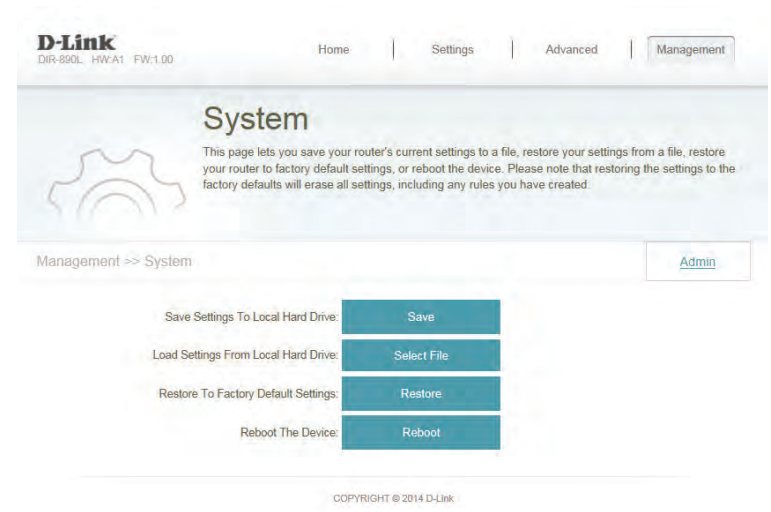 D-Link
DIR-890L HW:A1 FW:1.00
Home
Settings
Advanced
Management
System
This page lets you save your router's current settings to a file, restore your settings from a file, restore
your router to factory default settings, or reboot the device. Please note that restoring the settings to the
factory defaults will erase all settings, including any rules you have created.
Management >> System
Admin
Save Settings To Local Hard Drive: Save
Load Settings From Local Hard Drive: Select File
Restore To Factory Default Settings: Restore
Reboot The Device: Reboot
COPYRIGHT © 2014 D-Link